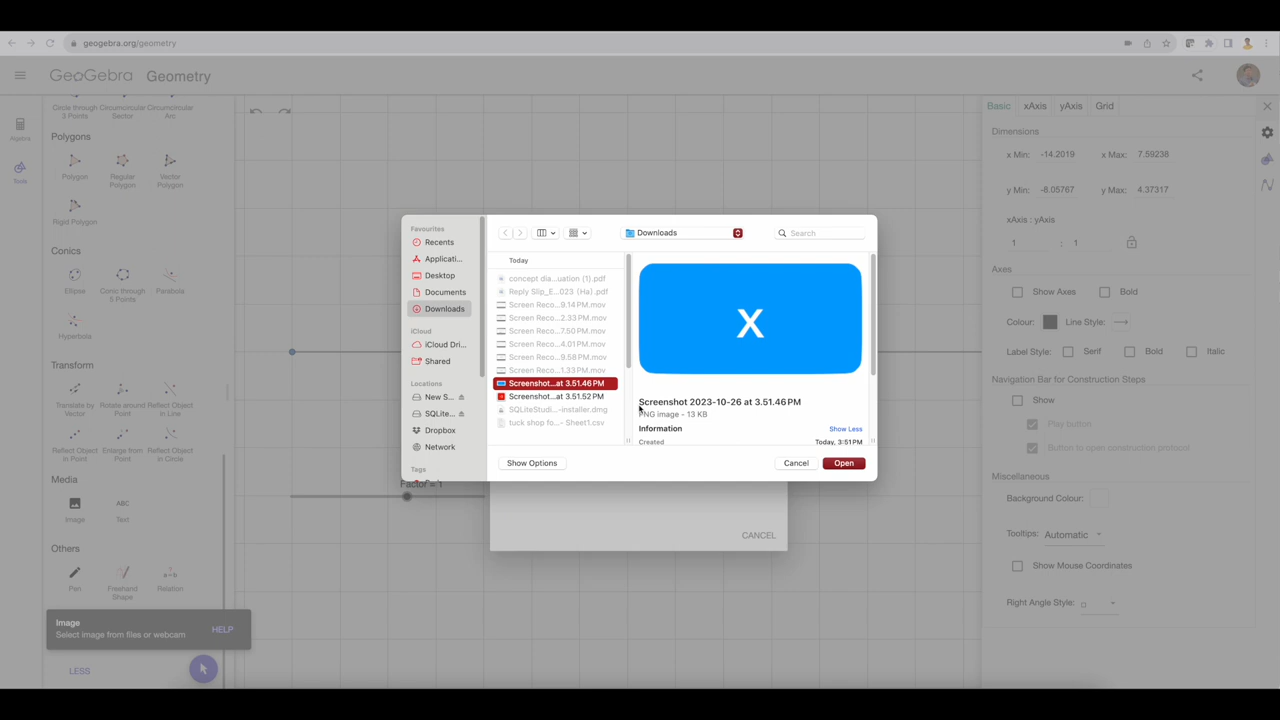 geogebra.org/geometry
GeoGebra Geometry
Circle through 3 Points
Circumcircular Sector
Circumcircular Arc
Algebra
Tools
Polygons
Polygon
Regular Polygon
Vector Polygon
Rigid Polygon
Conics
Ellipse
Conic through 5 Points
Parabola
Hyperbola
Transform
Translate by Vector
Rotate around Point
Reflect Object in Line
Reflect Object in Point
Enlarge from Point
Reflect Object in Circle
Media
Image
ABC
Text
Others
Pen
Freehand Shape
Relation
Image
Select image from files or webcam
HELP
LESS
Favourites
Recents
Applicati...
Desktop
Documents
Downloads
iCloud
iCloud Dri...
Shared
Locations
New S...
SQLite...
Dropbox
Network
Tags
Downloads
Search
Today
concept dia...uation (1).pdf
Reply Slip_E...023 (Ha).pdf
Screen Reco...9.14 PM.mov
Screen Reco...2.33 PM.mov
Screen Reco...7.50 PM.mov
Screen Reco...4.01 PM.mov
Screen Reco...9.58 PM.mov
Screen Reco...1.33 PM.mov
Screenshot...at 3.51.46 PM
Screenshot...at 3.51.52 PM
SQLiteStudi...-installer.dmg
tuck shop fo... - Sheet1.csv
X
Screenshot 2023-10-26 at 3.51.46 PM
PNG image - 13 KB
Information
Show Less
Created
Today, 3:51 PM
Show Options
Cancel
Open
Factor = 1
CANCEL
Basic
xAxis
yAxis
Grid
Dimensions
x Min: -14.2019
x Max: 7.59238
y Min: -8.05767
y Max: 4.37317
xAxis : yAxis
1 : 1
Axes
Show Axes
Bold
Colour:
Line Style:
Label Style:
Serif
Bold
Italic
Navigation Bar for Construction Steps
Show
Play button
Button to open construction protocol
Miscellaneous
Background Colour:
Tooltips: Automatic
Show Mouse Coordinates
Right Angle Style: